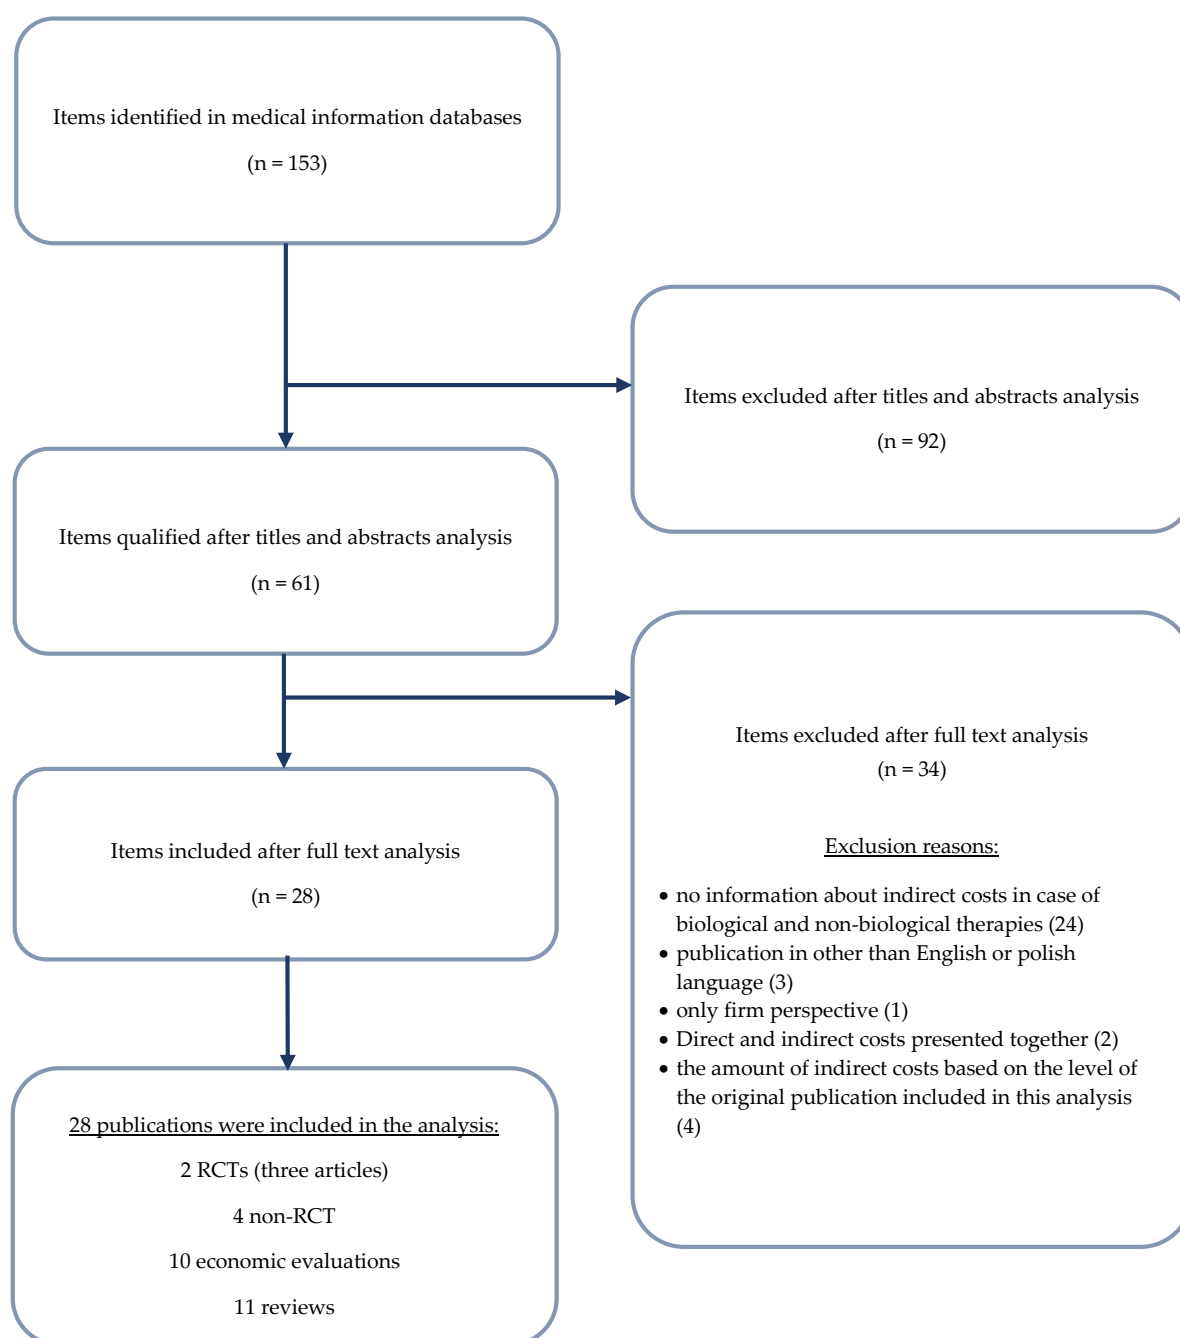 Items identified in medical information databases
(n = 153)
Items excluded after titles and abstracts analysis
(n = 92)
Items qualified after titles and abstracts analysis
(n = 61)
Items excluded after full text analysis
(n = 34)
Exclusion reasons:
• no information about indirect costs in case of
biological and non-biological therapies (24)
• publication in other than English or polish
language (3)
• only firm perspective (1)
• Direct and indirect costs presented together (2)
• the amount of indirect costs based on the level of
the original publication included in this analysis
(4)
Items included after full text analysis
(n = 28)
28 publications were included in the analysis:
2 RCTs (three articles)
4 non-RCT
10 economic evaluations
11 reviews